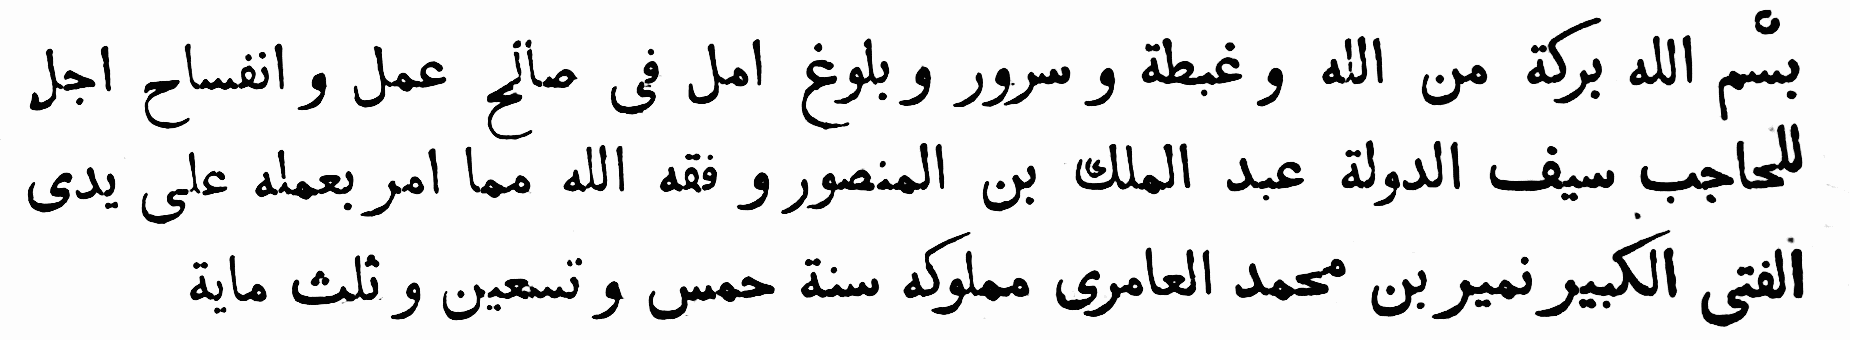 بسم الله بركة من الله و غبطة و سرور و بلوغ امل فى صالح عمل و انفساح اجل
للحاجب سيف الدولة عبد الملك بن المنصور و فقه الله مما امر بعمله على يدى
الفتى الكبير نمير بن محمد العامرى مملوكه سنة خمس و تسعين و ثلث ماية